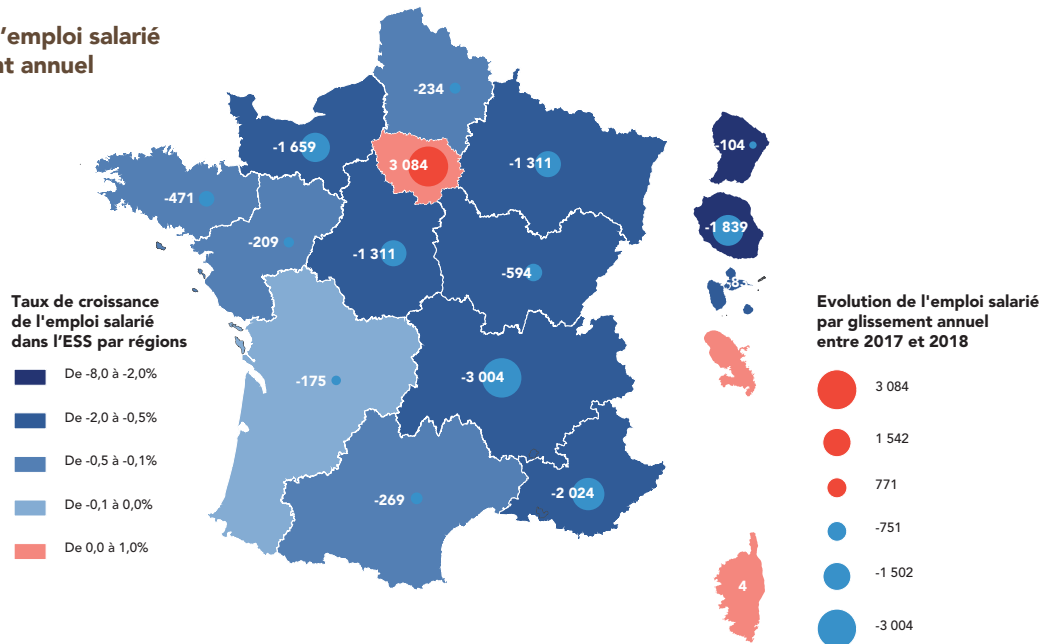 l'emploi salarié
nt annuel
-234
-1 659
3 084
-1 311
-104
-471
-209
-1 311
-594
-1 839
-175
-3 004
-269
-2 024
4
Taux de croissance
de l'emploi salarié
dans l'ESS par régions
De -8,0 à -2,0%
De -2,0 à -0,5%
De -0,5 à -0,1%
De -0,1 à 0,0%
De 0,0 à 1,0%
Evolution de l'emploi salarié
par glissement annuel
entre 2017 et 2018
3 084
1 542
771
-751
-1 502
-3 004